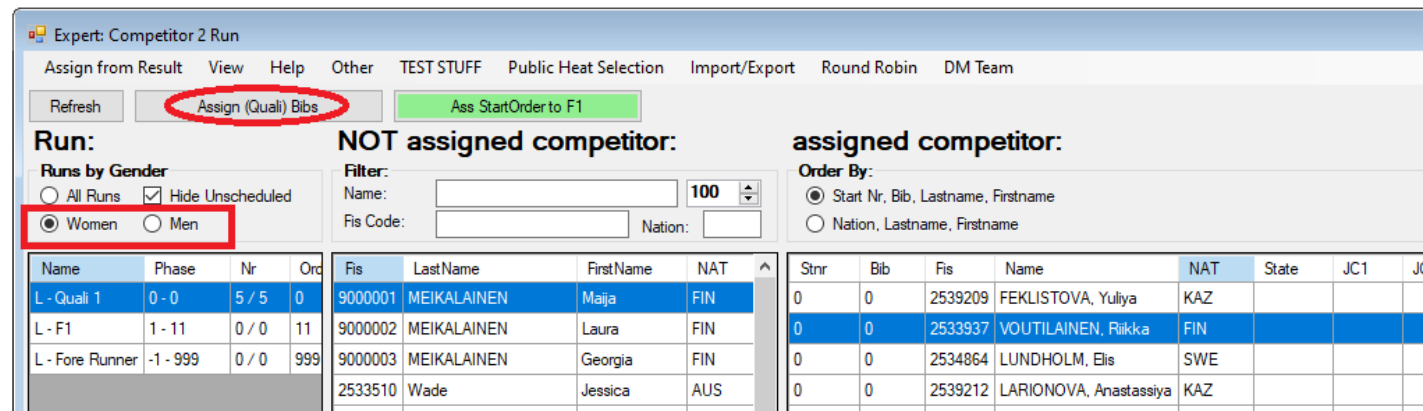 Expert: Competitor 2 Run
Assign from Result View Help Other TEST STUFF Public Heat Selection Import/Export Round Robin DM Team
Refresh Assign (Quali) Bibs Ass StartOrder to F1
Run: NOT assigned competitor: assigned competitor:
Runs by Gender Filter: Order By:
All Runs Hide Unscheduled Name: 100 Start Nr, Bib, Lastname, Firstname
Women Men Fis Code: Nation: Nation, Lastname, Firstname
Name Phase Nr Ord Fis LastName FirstName NAT Stnr Bib Fis Name NAT State JC1
L - Quali 1 0 - 0 5 / 5 0 9000001 MEIKALAINEN Maija FIN 0 0 2539209 FEKLISTOVA, Yuliya KAZ
L - F1 1 - 11 0 / 0 11 9000002 MEIKALAINEN Laura FIN 0 0 2533937 VOUTILAINEN, Riikka FIN
L - Fore Runner -1 - 999 0 / 0 999 9000003 MEIKALAINEN Georgia FIN 0 0 2534864 LUNDHOLM, Elis SWE
2533510 Wade Jessica AUS 0 0 2539212 LARIONOVA, Anastassiya KAZ